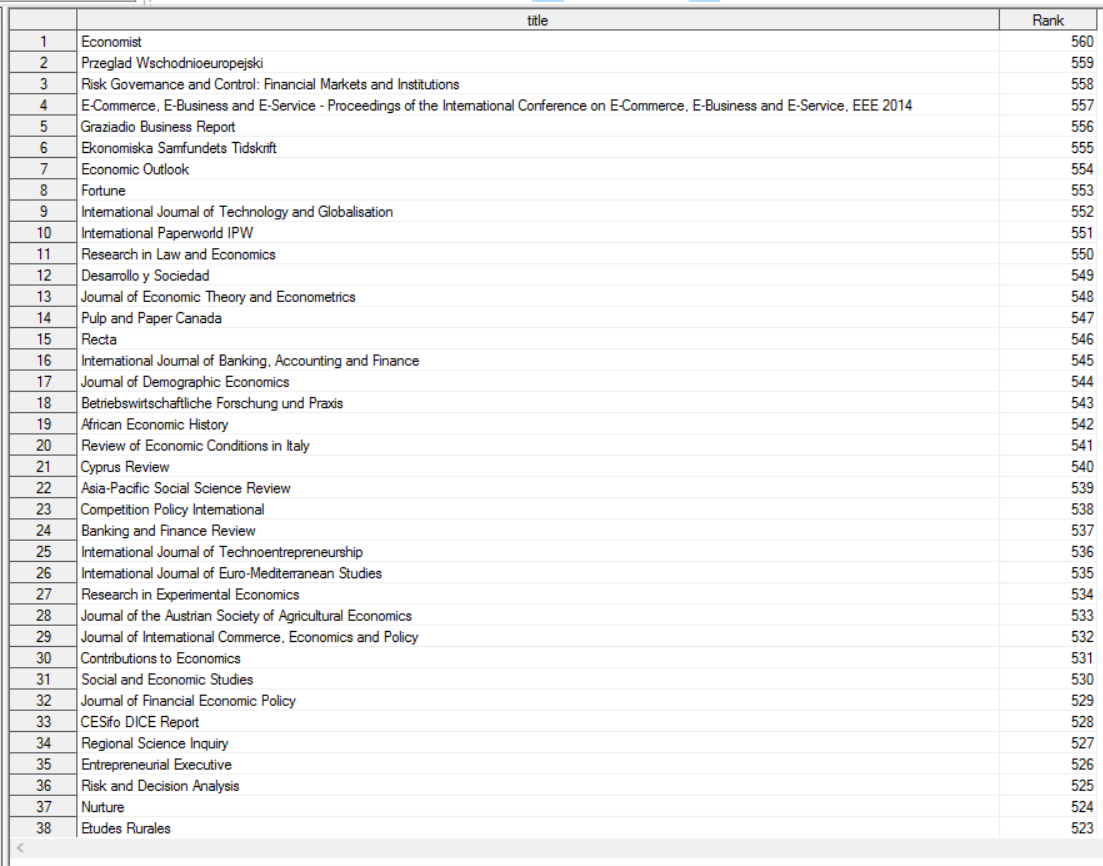 title Rank
1 Economist 560
2 Przeglad Wschodnioeuropejski 559
3 Risk Governance and Control: Financial Markets and Institutions 558
4 E-Commerce, E-Business and E-Service - Proceedings of the International Conference on E-Commerce, E-Business and E-Service, EEE 2014 557
5 Graziadio Business Report 556
6 Ekonomiska Samfundets Tidskrift 555
7 Economic Outlook 554
8 Fortune 553
9 International Journal of Technology and Globalisation 552
10 International Paperworld IPW 551
11 Research in Law and Economics 550
12 Desarrollo y Sociedad 549
13 Journal of Economic Theory and Econometrics 548
14 Pulp and Paper Canada 547
15 Recta 546
16 International Journal of Banking, Accounting and Finance 545
17 Journal of Demographic Economics 544
18 Betriebswirtschaftliche Forschung und Praxis 543
19 African Economic History 542
20 Review of Economic Conditions in Italy 541
21 Cyprus Review 540
22 Asia-Pacific Social Science Review 539
23 Competition Policy International 538
24 Banking and Finance Review 537
25 International Journal of Technoentrepreneurship 536
26 International Journal of Euro-Mediterranean Studies 535
27 Research in Experimental Economics 534
28 Journal of the Austrian Society of Agricultural Economics 533
29 Journal of International Commerce, Economics and Policy 532
30 Contributions to Economics 531
31 Social and Economic Studies 530
32 Journal of Financial Economic Policy 529
33 CESifo DICE Report 528
34 Regional Science Inquiry 527
35 Entrepreneurial Executive 526
36 Risk and Decision Analysis 525
37 Nurture 524
38 Etudes Rurales 523